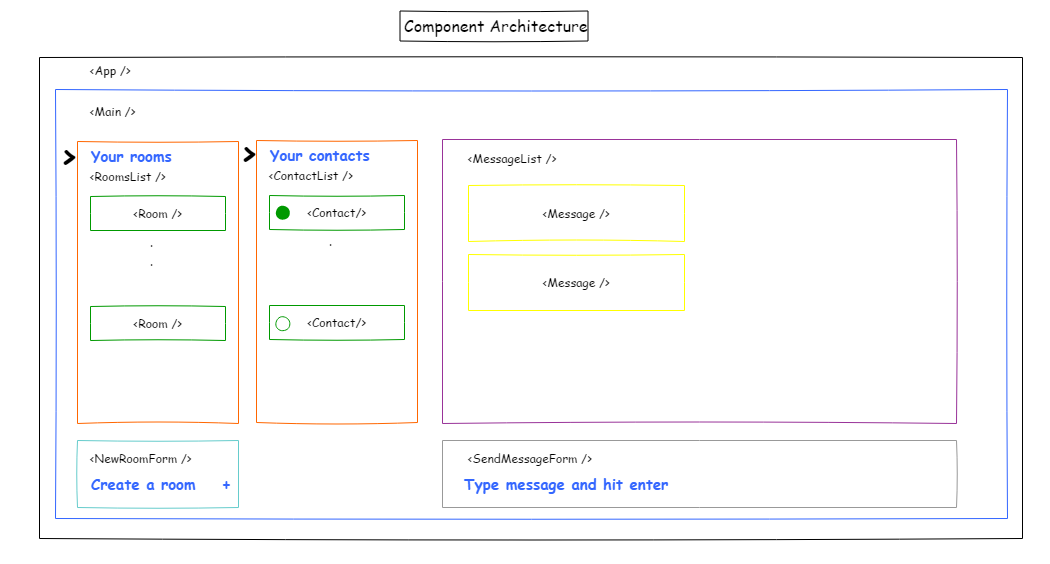 Component Architecture
<App />
<Main />
Your rooms
<RoomsList />
<Room />
.
.
<Room />
Your contacts
<ContactList />
<Contact/>
.
<Contact/>
<MessageList />
<Message />
<Message />
<NewRoomForm />
Create a room +
<SendMessageForm />
Type message and hit enter